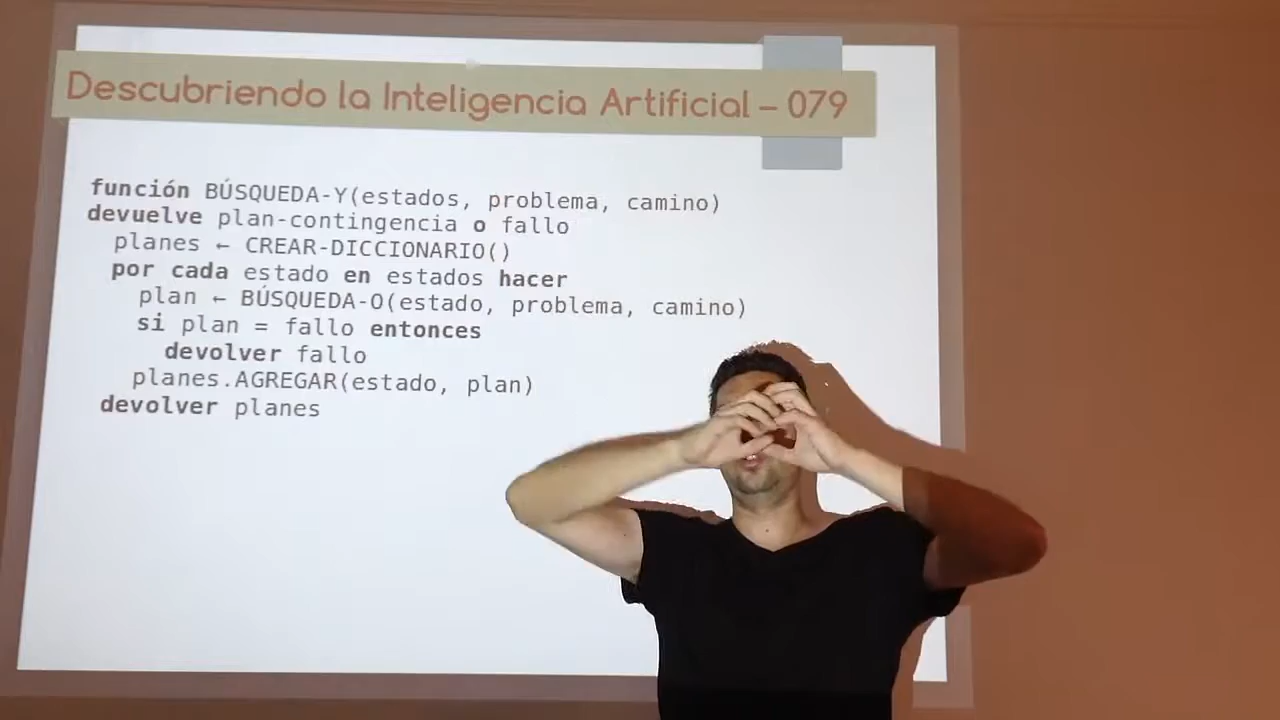 Descubriendo la Inteligencia Artificial – 079
función BÚSQUEDA-Y(estados, problema, camino)
devuelve plan-contingencia o fallo
planes ← CREAR-DICCIONARIO()
por cada estado en estados hacer
plan ← BÚSQUEDA-O(estado, problema, camino)
si plan = fallo entonces
devolver fallo
planes.AGREGAR(estado, plan)
devolver planes